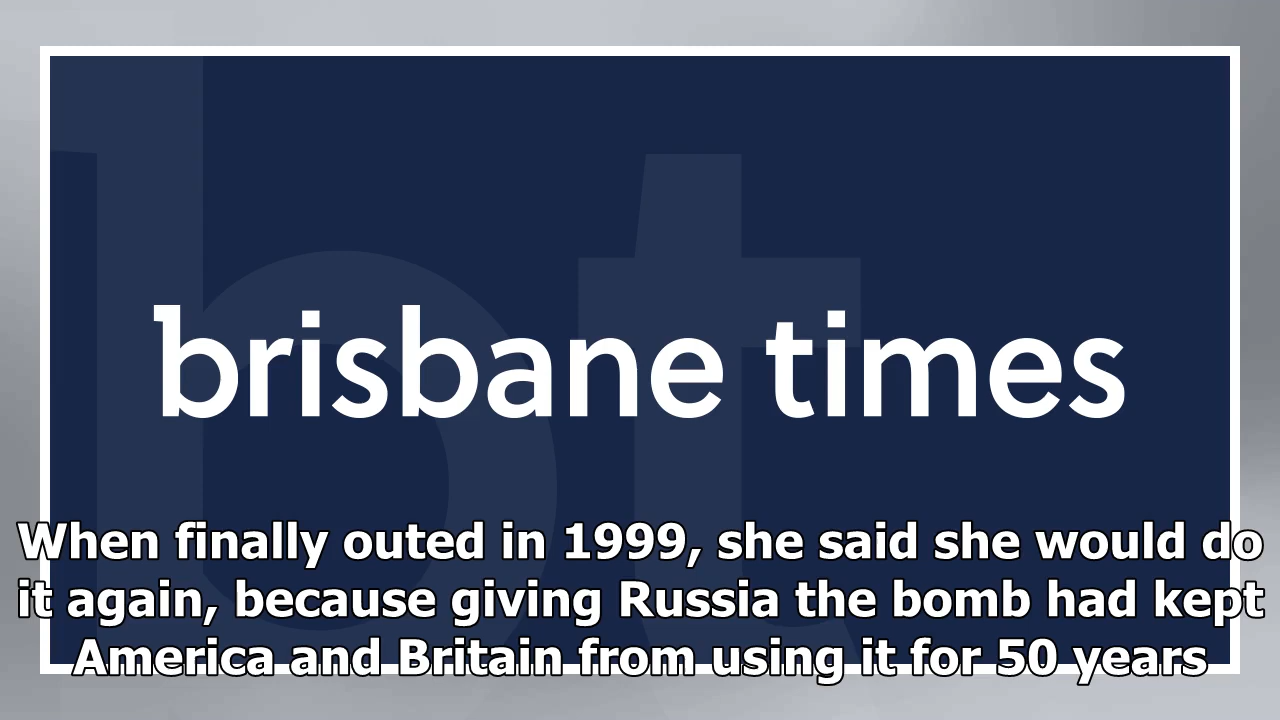 brisbane times
When finally outed in 1999, she said she would do
it again, because giving Russia the bomb had kept
America and Britain from using it for 50 years